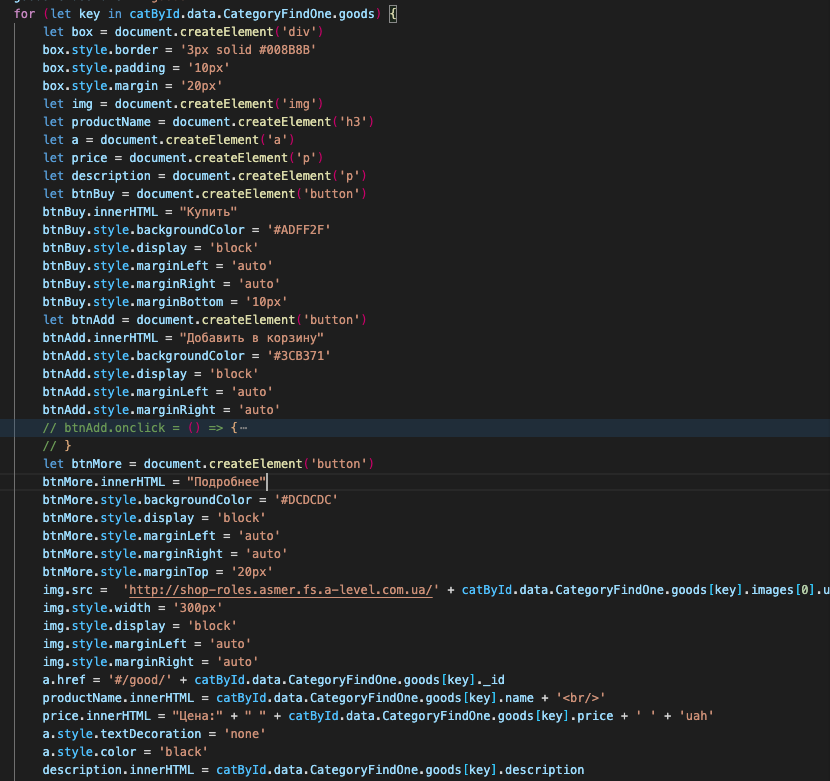 for (let key in catById.data.CategoryFindOne.goods) {
let box = document.createElement('div')
box.style.border = '3px solid #008B8B'
box.style.padding = '10px'
box.style.margin = '20px'
let img = document.createElement('img')
let productName = document.createElement('h3')
let a = document.createElement('a')
let price = document.createElement('p')
let description = document.createElement('p')
let btnBuy = document.createElement('button')
btnBuy.innerHTML = "Купить"
btnBuy.style.backgroundColor = '#ADFF2F'
btnBuy.style.display = 'block'
btnBuy.style.marginLeft = 'auto'
btnBuy.style.marginRight = 'auto'
btnBuy.style.marginBottom = '10px'
let btnAdd = document.createElement('button')
btnAdd.innerHTML = "Добавить в корзину"
btnAdd.style.backgroundColor = '#3CB371'
btnAdd.style.display = 'block'
btnAdd.style.marginLeft = 'auto'
btnAdd.style.marginRight = 'auto'
// btnAdd.onclick = () => {⋯
// }
let btnMore = document.createElement('button')
btnMore.innerHTML = "Подробнее"
btnMore.style.backgroundColor = '#DCDCDC'
btnMore.style.display = 'block'
btnMore.style.marginLeft = 'auto'
btnMore.style.marginRight = 'auto'
btnMore.style.marginTop = '20px'
img.src =  'http://shop-roles.asmer.fs.a-level.com.ua/' + catById.data.CategoryFindOne.goods[key].images[0].u
img.style.width = '300px'
img.style.display = 'block'
img.style.marginLeft = 'auto'
img.style.marginRight = 'auto'
a.href = '#/good/' + catById.data.CategoryFindOne.goods[key]._id
productName.innerHTML = catById.data.CategoryFindOne.goods[key].name + '<br/>'
price.innerHTML = "Цена:" + " " + catById.data.CategoryFindOne.goods[key].price + ' ' + 'uah'
a.style.textDecoration = 'none'
a.style.color = 'black'
description.innerHTML = catById.data.CategoryFindOne.goods[key].description